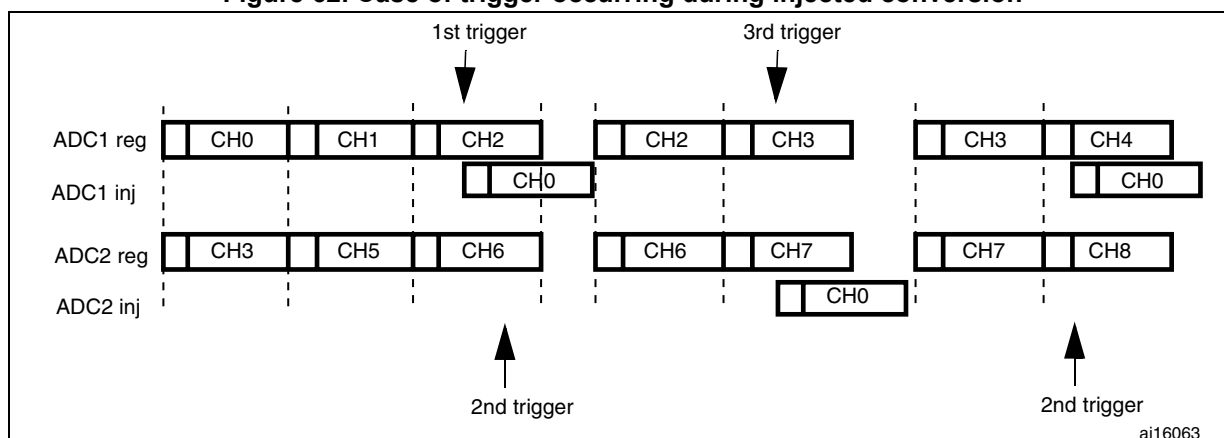 Figure 62. Case of trigger occurring during injected conversion
1st trigger 3rd trigger
ADC1 reg CH0 CH1 CH2 CH2 CH3 CH3 CH4
ADC1 inj CH0 CH0
ADC2 reg CH3 CH5 CH6 CH6 CH7 CH7 CH8
ADC2 inj CH0
2nd trigger 2nd trigger
ai16063